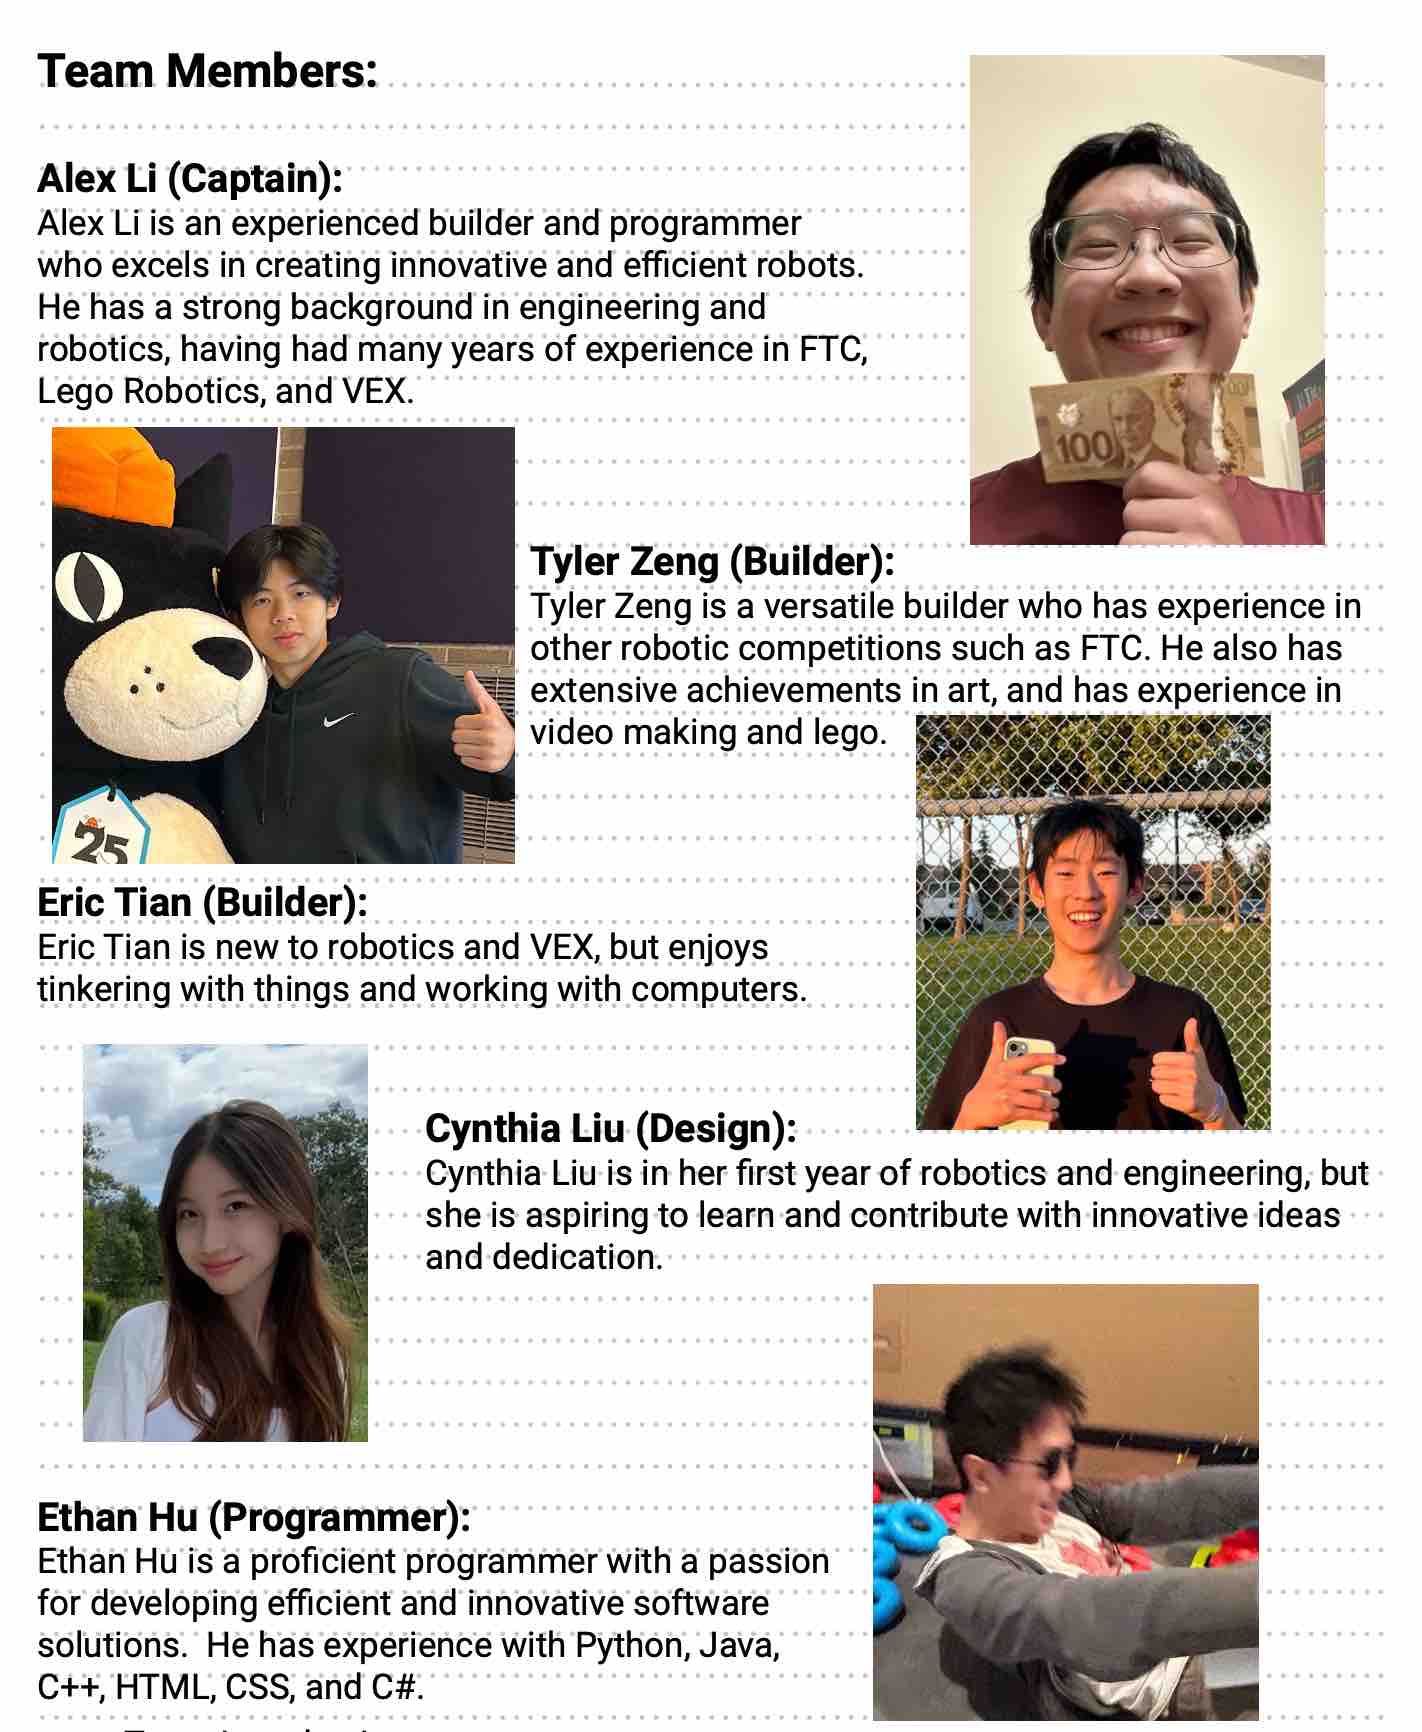 Team Members:
Alex Li (Captain):
Alex Li is an experienced builder and programmer
who excels in creating innovative and efficient robots.
He has a strong background in engineering and
robotics, having had many years of experience in FTC,
Lego Robotics, and VEX.
100
Tyler Zeng (Builder):
Tyler Zeng is a versatile builder who has experience in
other robotic competitions such as FTC. He also has
extensive achievements in art, and has experience in
video making and lego.
25
Eric Tian (Builder):
Eric Tian is new to robotics and VEX, but enjoys
tinkering with things and working with computers.
Cynthia Liu (Design):
Cynthia Liu is in her first year of robotics and engineering, but
she is aspiring to learn and contribute with innovative ideas
and dedication.
Ethan Hu (Programmer):
Ethan Hu is a proficient programmer with a passion
for developing efficient and innovative software
solutions.  He has experience with Python, Java,
C++, HTML, CSS, and C#.